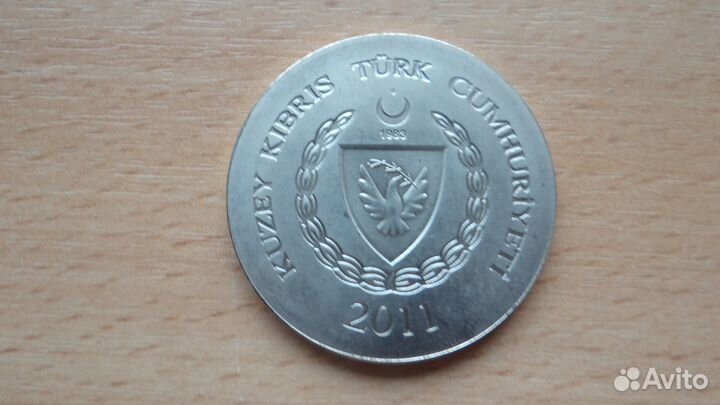 KUZEY KIBRIS TÜRK CUMHURİYETİ
1983
2011
Avito